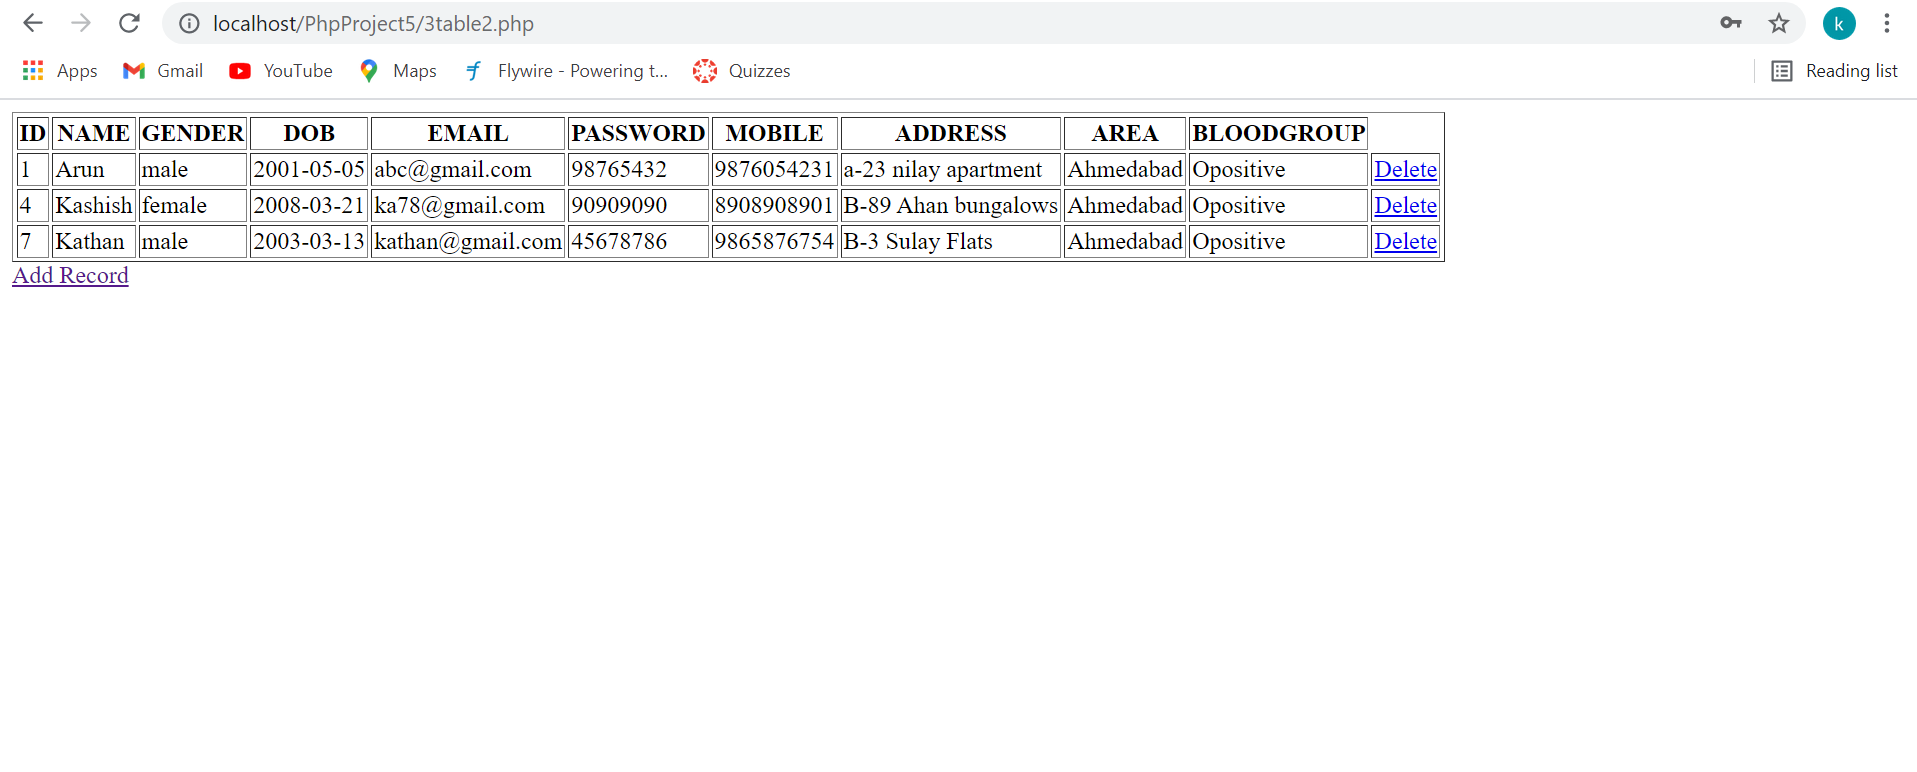 localhost/PhpProject5/3table2.php
k
Apps Gmail YouTube Maps Flywire - Powering t... Quizzes Reading list
ID NAME GENDER DOB EMAIL PASSWORD MOBILE ADDRESS AREA BLOODGROUP
1 Arun male 2001-05-05 abc@gmail.com 98765432 9876054231 a-23 nilay apartment Ahmedabad Opositive Delete
4 Kashish female 2008-03-21 ka78@gmail.com 90909090 8908908901 B-89 Ahan bungalows Ahmedabad Opositive Delete
7 Kathan male 2003-03-13 kathan@gmail.com 45678786 9865876754 B-3 Sulay Flats Ahmedabad Opositive Delete
Add Record